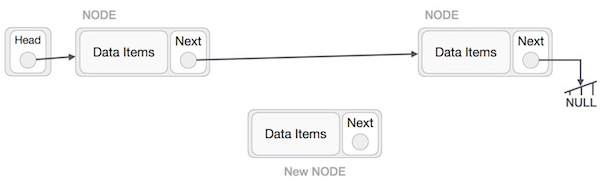 NODE
NODE
Head
Data Items
Next
Data Items
Next
NULL
Data Items
Next
New NODE